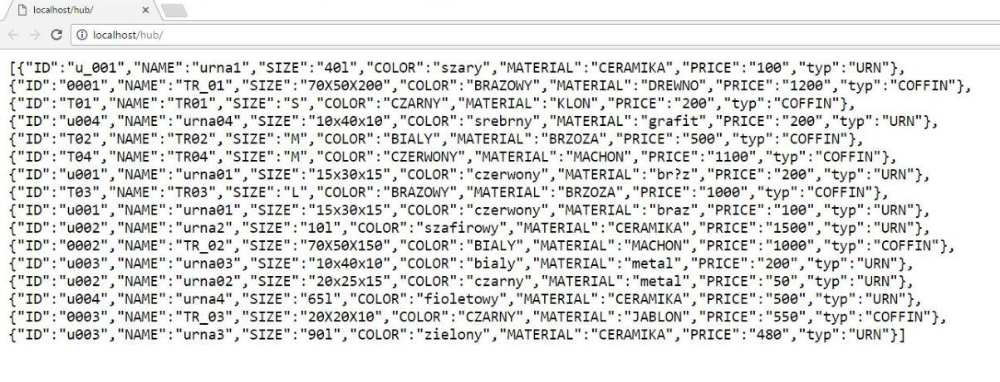 localhost/hub/
localhost/hub/
[{"ID":"u_001","NAME":"urna1","SIZE":"40l","COLOR":"szary","MATERIAL":"CERAMIKA","PRICE":"100","typ":"URN"},
{"ID":"0001","NAME":"TR_01","SIZE":"70X50X200","COLOR":"BRAZOWY","MATERIAL":"DREWNO","PRICE":"1200","typ":"COFFIN"},
{"ID":"T01","NAME":"TR01","SIZE":"S","COLOR":"CZARNY","MATERIAL":"KLON","PRICE":"200","typ":"COFFIN"},
{"ID":"u004","NAME":"urna04","SIZE":"10x40x10","COLOR":"srebrny","MATERIAL":"grafit","PRICE":"200","typ":"URN"},
{"ID":"T02","NAME":"TR02","SIZE":"M","COLOR":"BIALY","MATERIAL":"BRZOZA","PRICE":"500","typ":"COFFIN"},
{"ID":"T04","NAME":"TR04","SIZE":"M","COLOR":"CZERWONY","MATERIAL":"MACHON","PRICE":"1100","typ":"COFFIN"},
{"ID":"u001","NAME":"urna01","SIZE":"15x30x15","COLOR":"czerwony","MATERIAL":"br?z","PRICE":"200","typ":"URN"},
{"ID":"T03","NAME":"TR03","SIZE":"L","COLOR":"BRAZOWY","MATERIAL":"BRZOZA","PRICE":"1000","typ":"COFFIN"},
{"ID":"u001","NAME":"urna01","SIZE":"15x30x15","COLOR":"czerwony","MATERIAL":"braz","PRICE":"100","typ":"URN"},
{"ID":"u002","NAME":"urna2","SIZE":"10l","COLOR":"szafirowy","MATERIAL":"CERAMIKA","PRICE":"1500","typ":"URN"},
{"ID":"0002","NAME":"TR_02","SIZE":"70X50X150","COLOR":"BIALY","MATERIAL":"MACHON","PRICE":"1000","typ":"COFFIN"},
{"ID":"u003","NAME":"urna03","SIZE":"10x40x10","COLOR":"bialy","MATERIAL":"metal","PRICE":"200","typ":"URN"},
{"ID":"u002","NAME":"urna02","SIZE":"20x25x15","COLOR":"czarny","MATERIAL":"metal","PRICE":"50","typ":"URN"},
{"ID":"u004","NAME":"urna4","SIZE":"65l","COLOR":"fioletowy","MATERIAL":"CERAMIKA","PRICE":"500","typ":"URN"},
{"ID":"0003","NAME":"TR_03","SIZE":"20X20X10","COLOR":"CZARNY","MATERIAL":"JABLON","PRICE":"550","typ":"COFFIN"},
{"ID":"u003","NAME":"urna3","SIZE":"90l","COLOR":"zielony","MATERIAL":"CERAMIKA","PRICE":"480","typ":"URN"}]